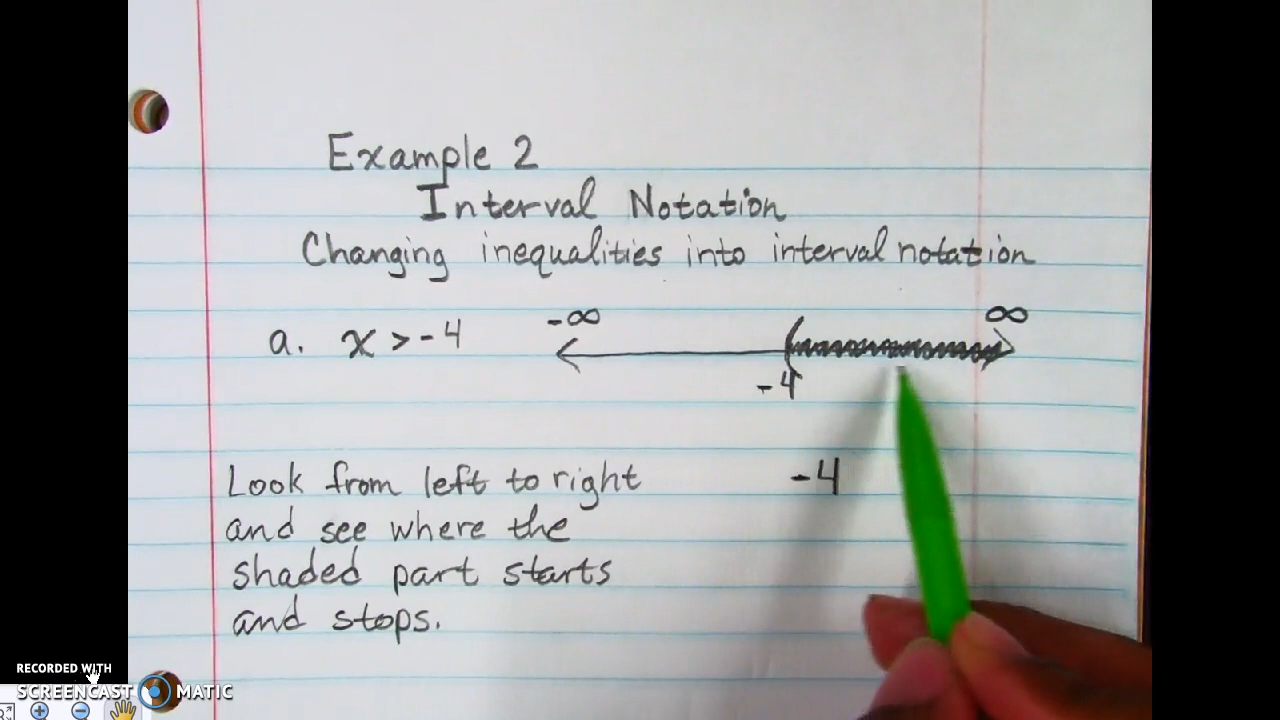 Example 2
Interval Notation
Changing inequalities into interval notation
a. x > -4
-∞ ∞
(
-4
Look from left to right
-4
and see where the
shaded part starts
and stops.
RECORDED WITH
SCREENCAST MATIC